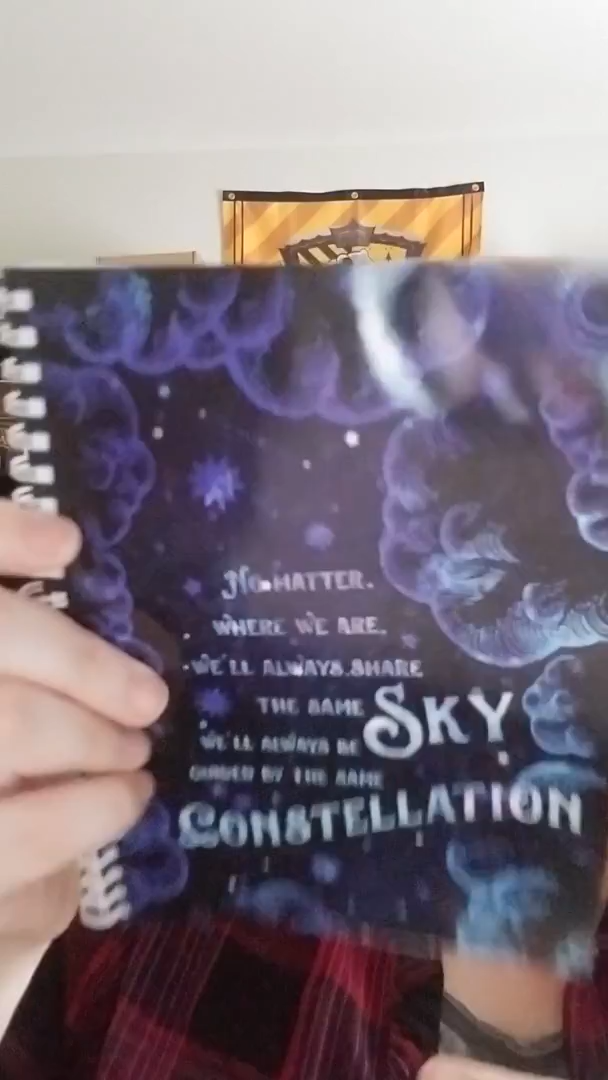 No MATTER.
WHERE WE ARE.
WE'LL ALWAYS SHARE
THE SAME SKY
WE'LL ALWAYS BE
GUIDED BY THE SAME
CONSTELLATION